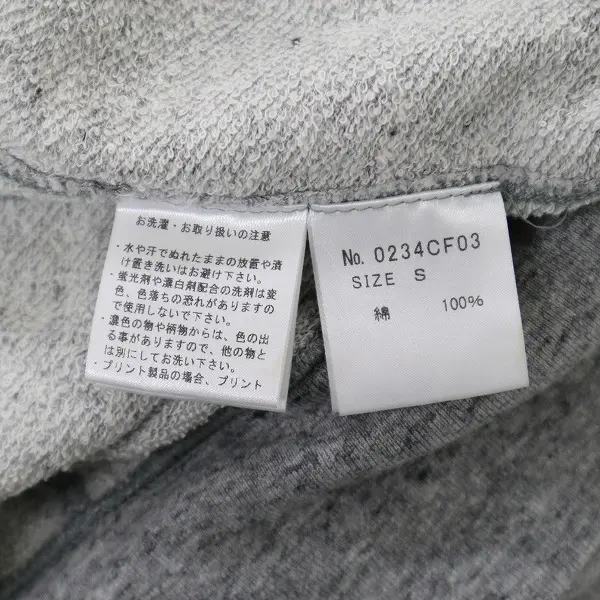 お洗濯・お取り扱いの注意
・水や汗でぬれたままの放置や漬
け置き洗いはお避け下さい。
・蛍光剤や漂白剤配合の洗剤は変
色、色落ちの恐れがありますの
で使用しないで下さい。
・濃色の物や柄物からは、色の出
る事がありますので、他の物と
は別にしてお洗い下さい。
・プリント製品の場合、プリント
No. 0234CF03
SIZE S
綿 100%